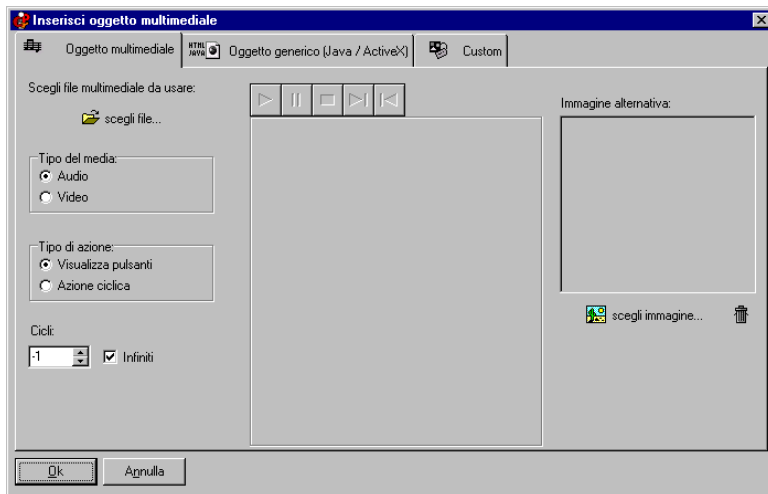 Inserisci oggetto multimediale
Oggetto multimediale
HTML JAVA
Oggetto generico (Java / ActiveX)
Custom
Scegli file multimediale da usare:
scegli file...
Tipo del media:
Audio
Video
Tipo di azione:
Visualizza pulsanti
Azione ciclica
Cicli:
-1
Infiniti
Immagine alternativa:
scegli immagine...
Ok
Annulla